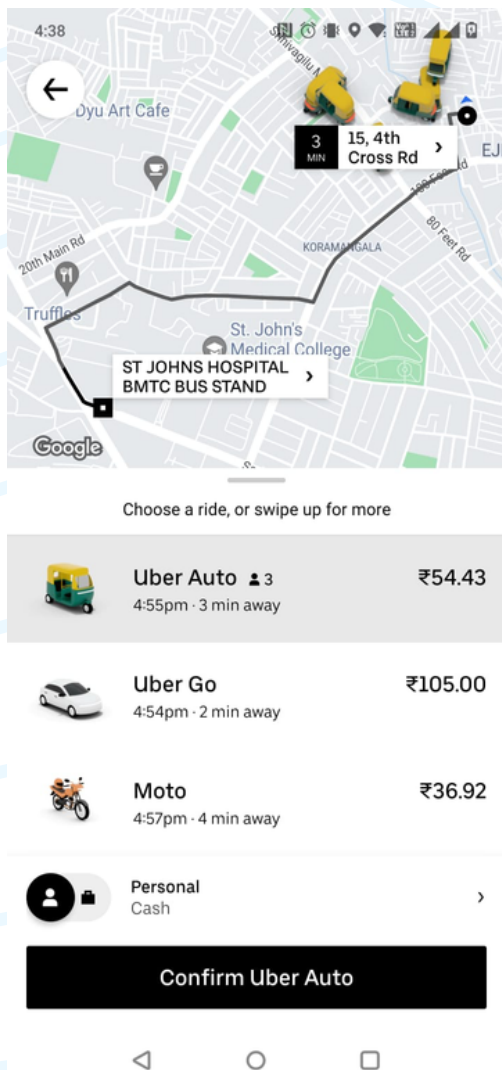 4:38
Dyu Art Cafe
3
MIN
15, 4th
Cross Rd
EJ
80 Feet Rd
20th Main Rd
KORAMANGALA
Truffles
St. John's
Medical College
ST JOHNS HOSPITAL
BMTC BUS STAND
Google
Choose a ride, or swipe up for more
Uber Auto 3
₹54.43
4:55pm · 3 min away
Uber Go
₹105.00
4:54pm · 2 min away
Moto
₹36.92
4:57pm · 4 min away
Personal
Cash
Confirm Uber Auto